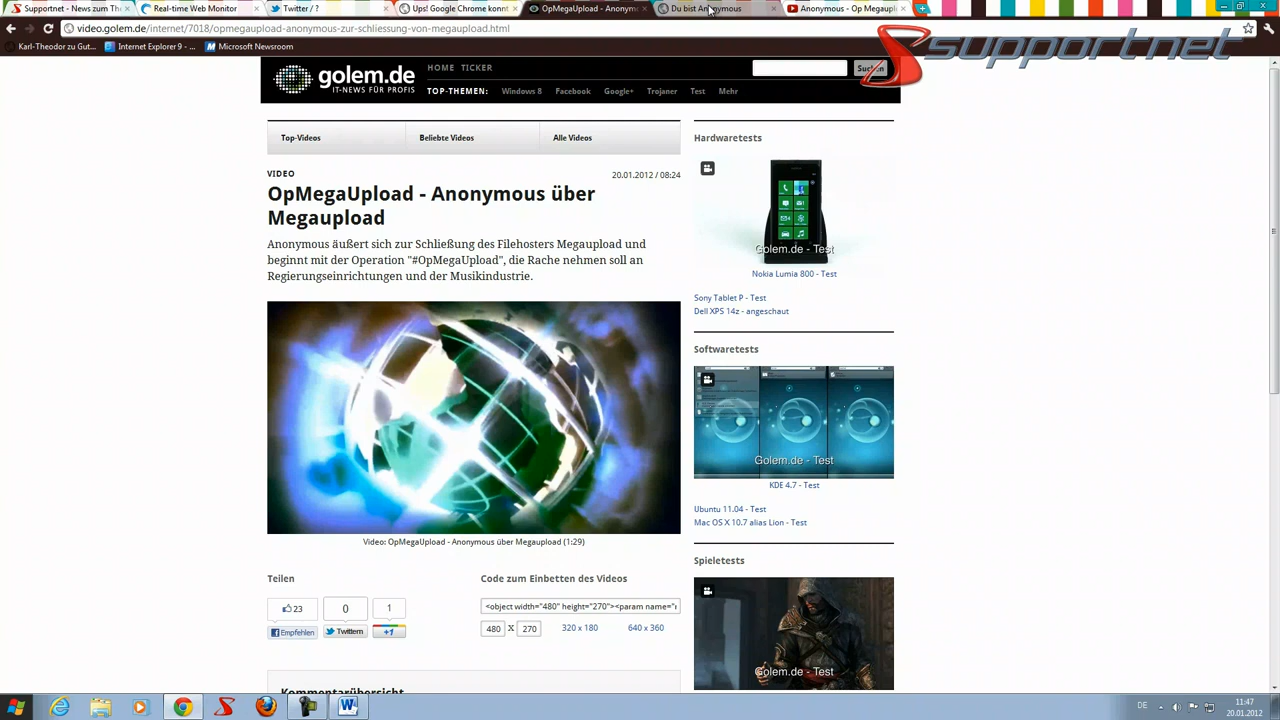 Supportnet - News zum Th
Real-time Web Monitor
Twitter / ?
Ups! Google Chrome konnt
OpMegaUpload - Anonymo
Du bist Anonymous
Anonymous - Op Megaupl
video.golem.de/internet/7018/opmegaupload-anonymous-zur-schliessung-von-megaupload.html
Karl-Theodor zu Gut...
Internet Explorer 9 - ...
Microsoft Newsroom
supportnet
golem.de
IT-NEWS FÜR PROFIS
HOME TICKER
Suchen
TOP-THEMEN: Windows 8 Facebook Google+ Trojaner Test Mehr
Top-Videos
Beliebte Videos
Alle Videos
VIDEO
20.01.2012 / 08:24
OpMegaUpload - Anonymous über
Megaupload
Anonymous äußert sich zur Schließung des Filehosters Megaupload und
beginnt mit der Operation "#OpMegaUpload", die Rache nehmen soll an
Regierungseinrichtungen und der Musikindustrie.
Video: OpMegaUpload - Anonymous über Megaupload (1:29)
Teilen
23
0
1
Empfehlen
Twittern
+1
Code zum Einbetten des Videos
<object width="480" height="270"><param name="r
480 X 270
320 x 180
640 x 360
Kommentarübersicht
Hardwaretests
Golem.de - Test
Nokia Lumia 800 - Test
Sony Tablet P - Test
Dell XPS 14z - angeschaut
Softwaretests
Golem.de - Test
KDE 4.7 - Test
Ubuntu 11.04 - Test
Mac OS X 10.7 alias Lion - Test
Spieletests
Golem.de - Test
DE
11:47
20.01.2012